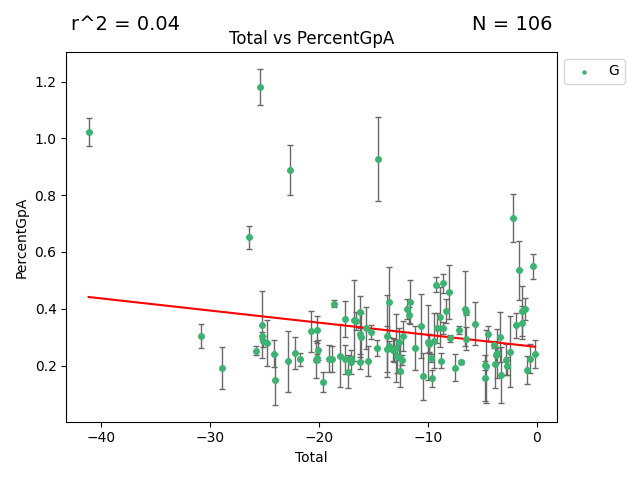 r^2 = 0.04
N = 106
Total vs PercentGpA
G
PercentGpA
1.2
1.0
0.8
0.6
0.4
0.2
−40
−30
−20
−10
0
Total